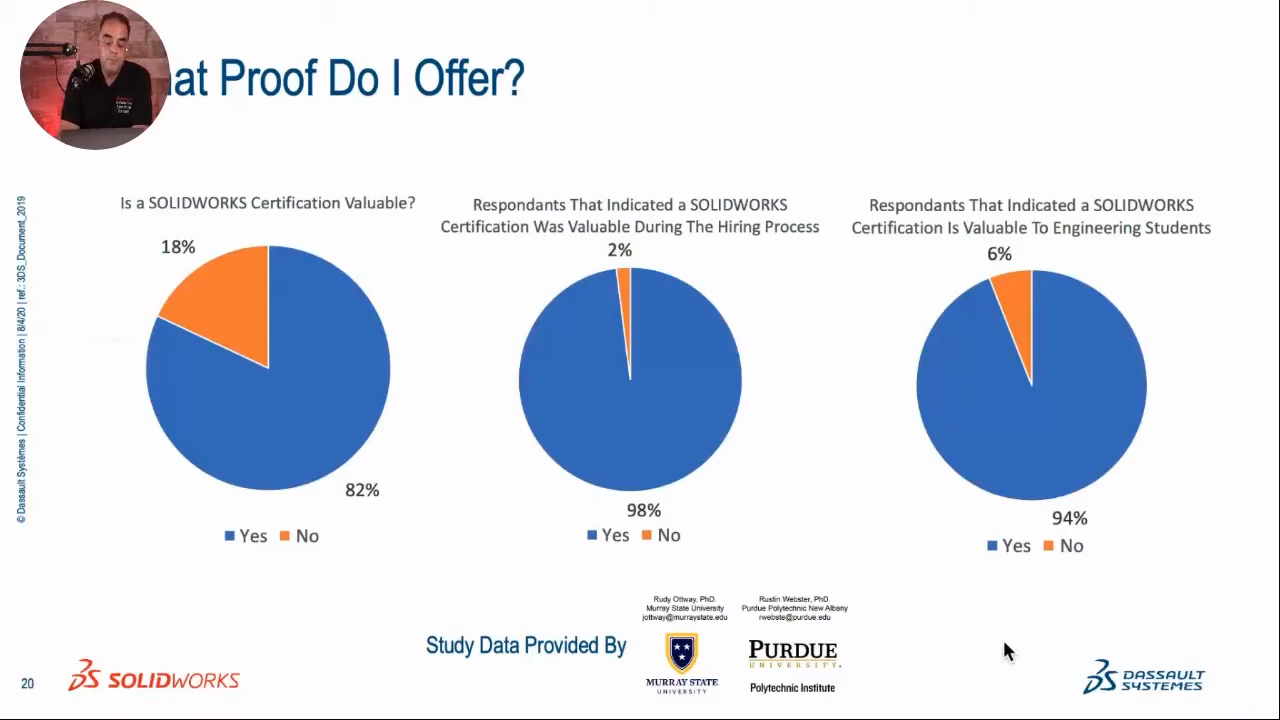 at Proof Do I Offer?
Is a SOLIDWORKS Certification Valuable?
18%
82%
Yes No
Respondants That Indicated a SOLIDWORKS
Certification Was Valuable During The Hiring Process
2%
98%
Yes No
Respondants That Indicated a SOLIDWORKS
Certification Is Valuable To Engineering Students
6%
94%
Yes No
© Dassault Systèmes | Confidential Information | 8/4/20 | ref.: 3DS_Document_2019
Study Data Provided By
Rudy Ottway. PhD.
Murray State University
jottway@murraystate.edu
MURRAY STATE
UNIVERSITY
Rustin Webster, PhD.
Purdue Polytechnic New Albany
rwebste@purdue.edu
PURDUE
UNIVERSITY
Polytechnic Institute
20
SOLIDWORKS
DASSAULT
SYSTEMES